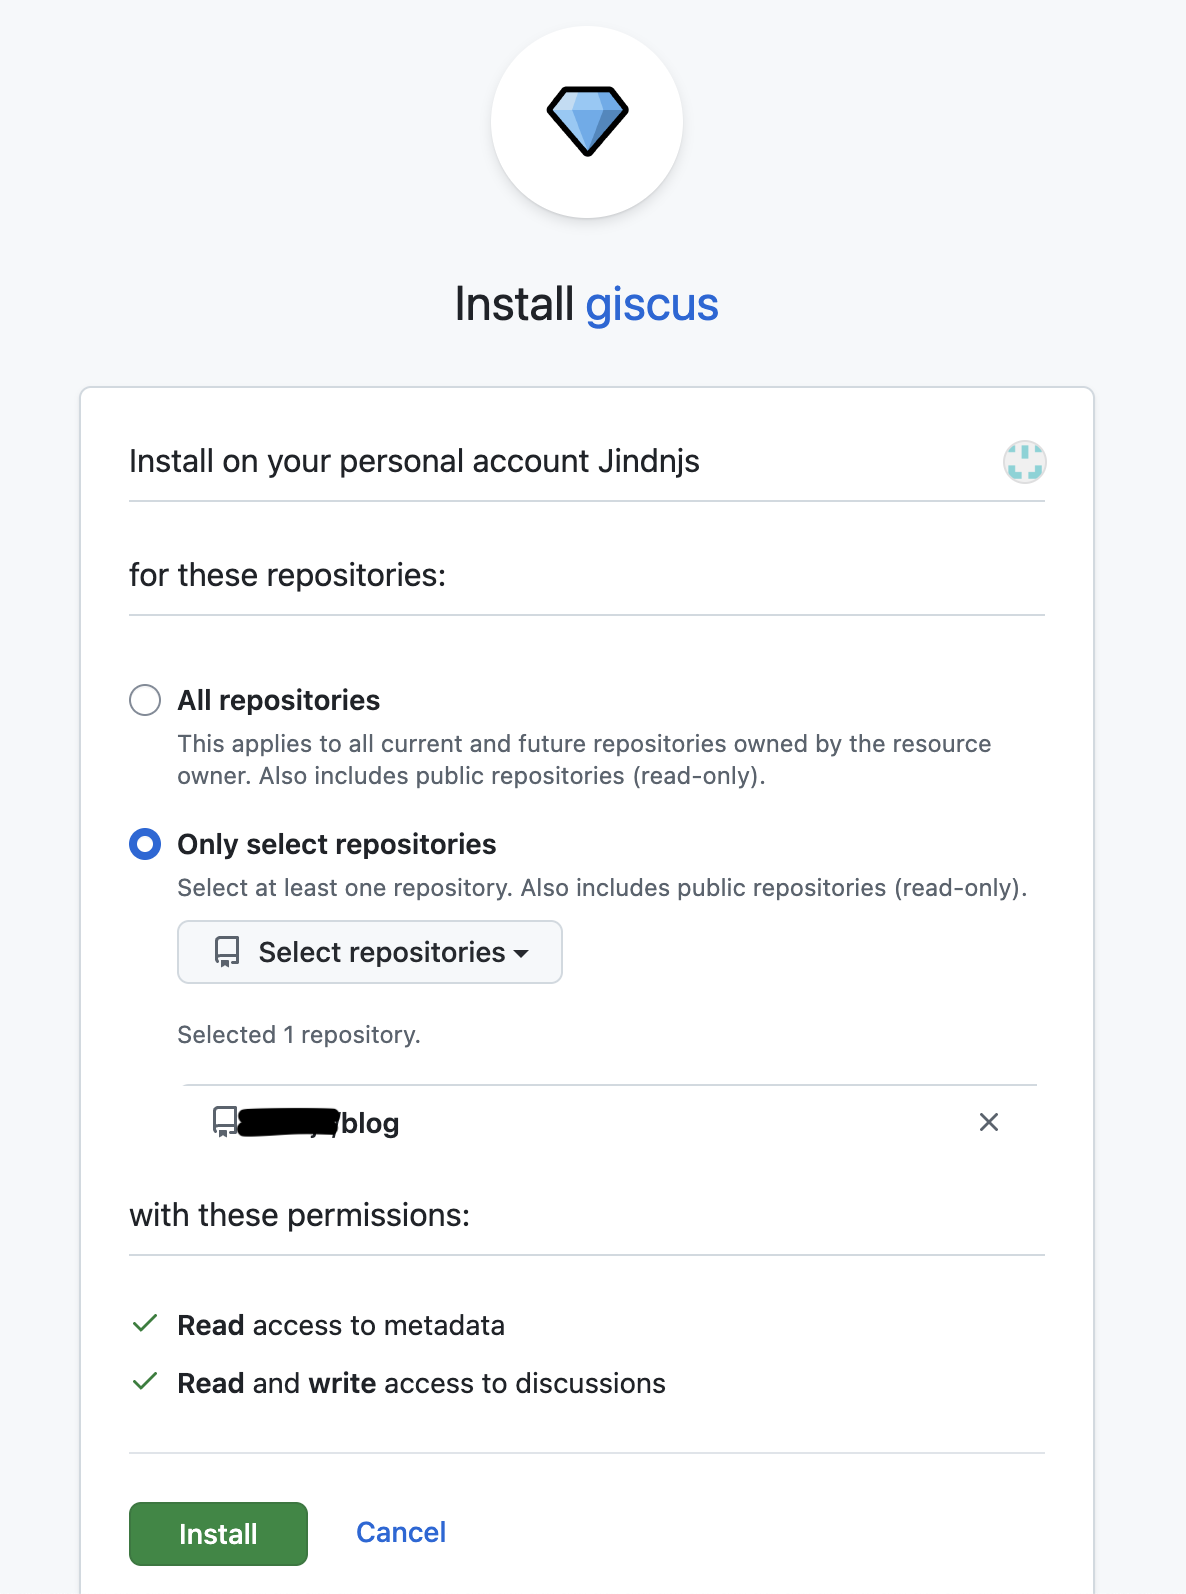 Install giscus
Install on your personal account Jindnjs
for these repositories:
All repositories
This applies to all current and future repositories owned by the resource
owner. Also includes public repositories (read-only).
Only select repositories
Select at least one repository. Also includes public repositories (read-only).
Select repositories
Selected 1 repository.
/blog
with these permissions:
Read access to metadata
Read and write access to discussions
Install Cancel